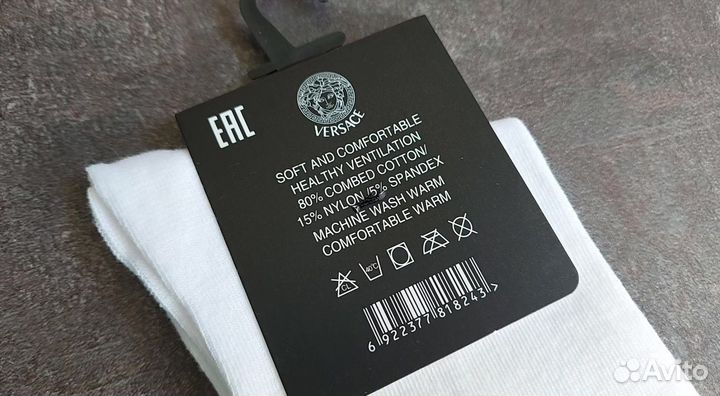 EAC
VERSACE
SOFT AND COMFORTABLE
HEALTHY VENTILATION
80% COMBED COTTON/
15% NYLON/5% SPANDEX
MACHINE WASH WARM
COMFORTABLE WARM
CL 40°C
6 922377 818243 >
Avito